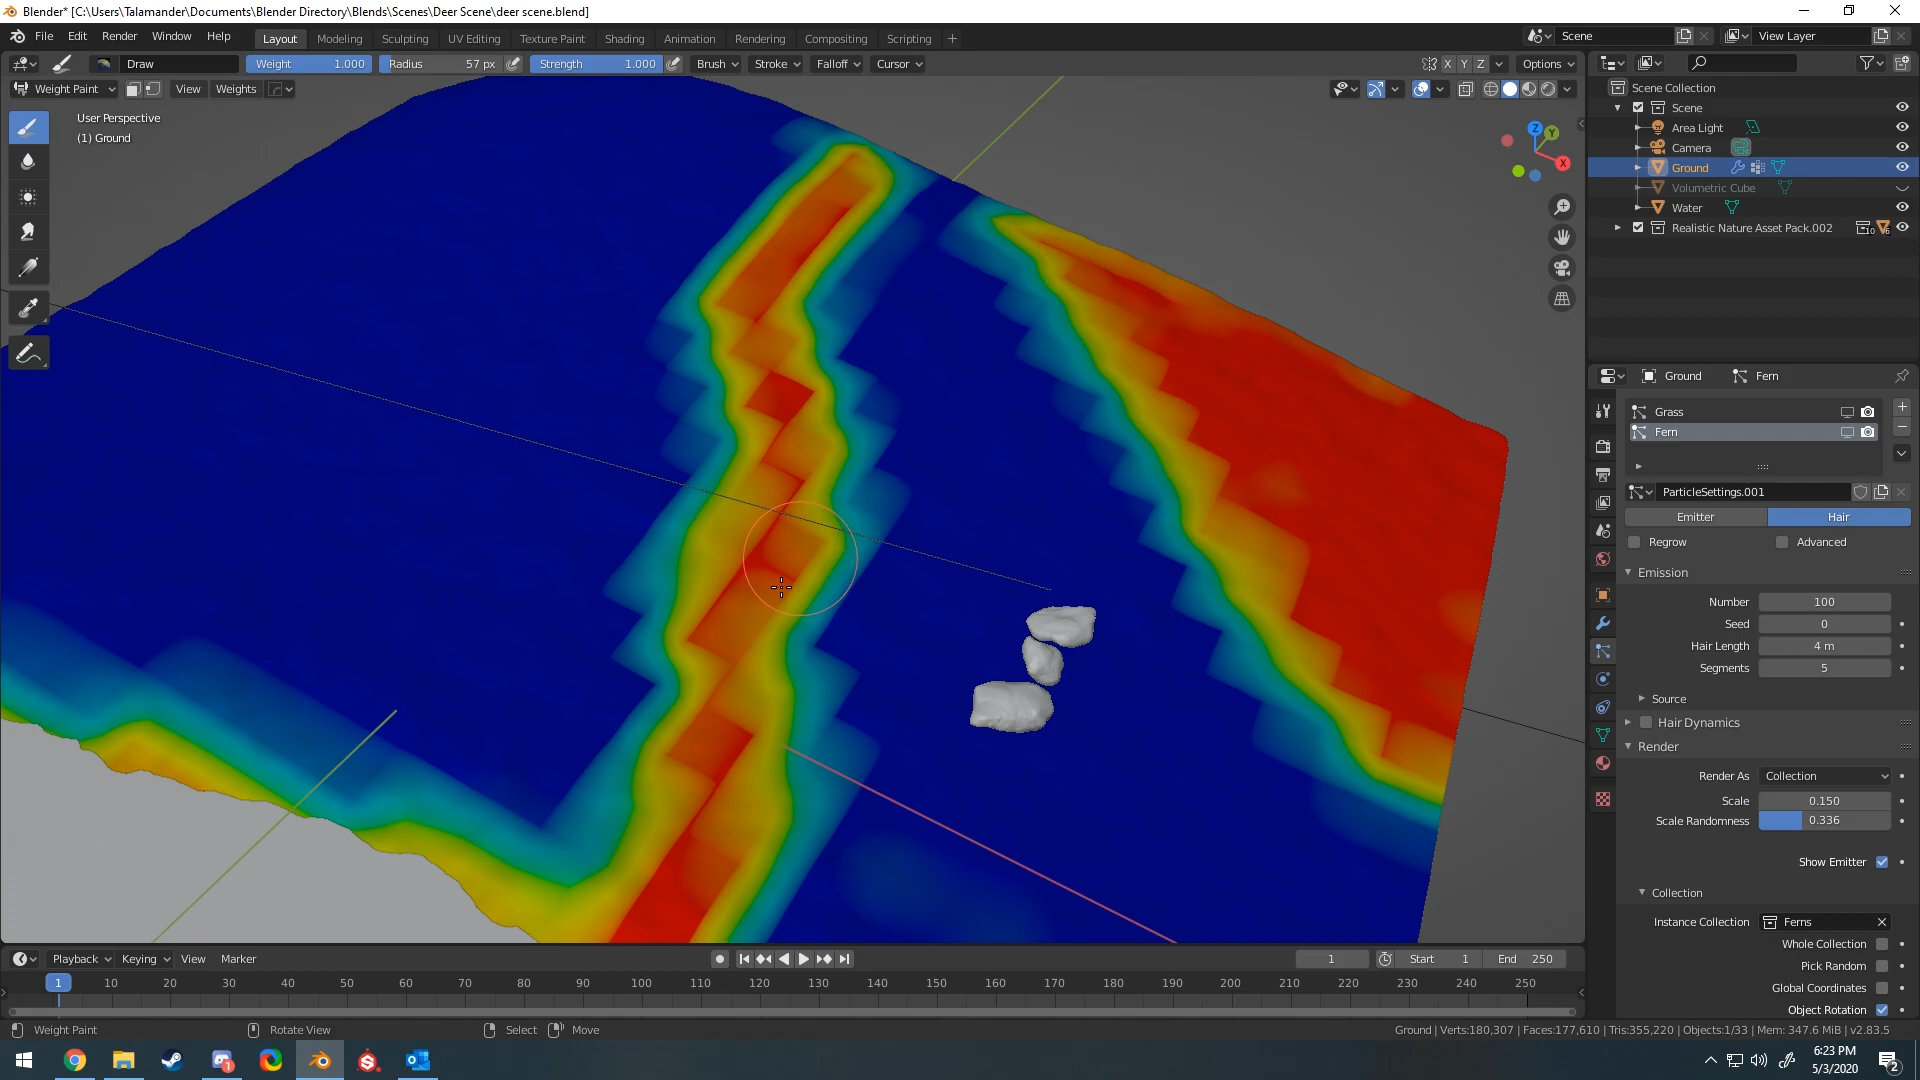 Blender* [C:\Users\Talamander\Documents\Blender Directory\Blends\Scenes\Deer Scene\deer scene.blend]
File Edit Render Window Help Layout Modeling Sculpting UV Editing Texture Paint Shading Animation Rendering Compositing Scripting + Scene View Layer
Draw Weight 1.000 Radius 57 px Strength 1.000 Brush Stroke Falloff Cursor X Y Z Options
Weight Paint View Weights
User Perspective
(1) Ground
Z Y X
Scene Collection
Scene
Area Light
Camera
Ground
Volumetric Cube
Water
Realistic Nature Asset Pack.002 10 6
Ground Fern
Grass
Fern
ParticleSettings.001
Emitter Hair
Regrow Advanced
Emission
Number 100
Seed 0
Hair Length 4 m
Segments 5
Source
Hair Dynamics
Render
Render As Collection
Scale 0.150
Scale Randomness 0.336
Show Emitter
Collection
Instance Collection Ferns
Whole Collection
Pick Random
Global Coordinates
Object Rotation
Playback Keying View Marker 1 Start 1 End 250
1 10 20 30 40 50 60 70 80 90 100 110 120 130 140 150 160 170 180 190 200 210 220 230 240 250
Weight Paint Rotate View Select Move Ground | Verts:180,307 | Faces:177,610 | Tris:355,220 | Objects:1/33 | Mem: 347.6 MiB | v2.83.5
1
6:23 PM
5/3/2020
2